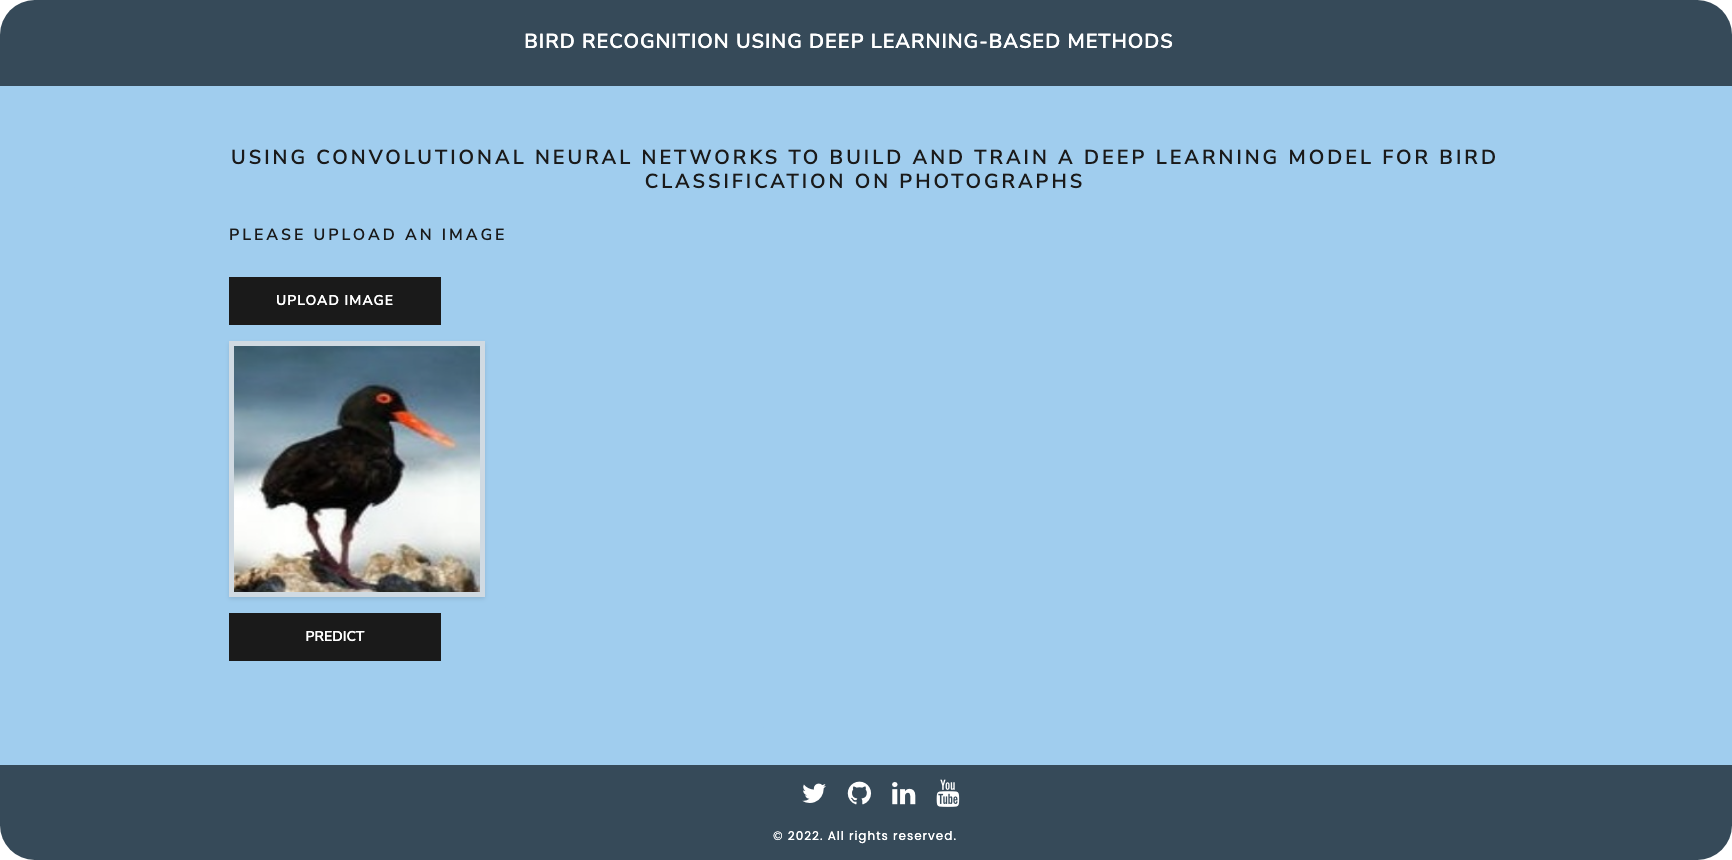 BIRD RECOGNITION USING DEEP LEARNING-BASED METHODS
USING CONVOLUTIONAL NEURAL NETWORKS TO BUILD AND TRAIN A DEEP LEARNING MODEL FOR BIRD
CLASSIFICATION ON PHOTOGRAPHS
PLEASE UPLOAD AN IMAGE
UPLOAD IMAGE
PREDICT
in
You
Tube
© 2022. All rights reserved.